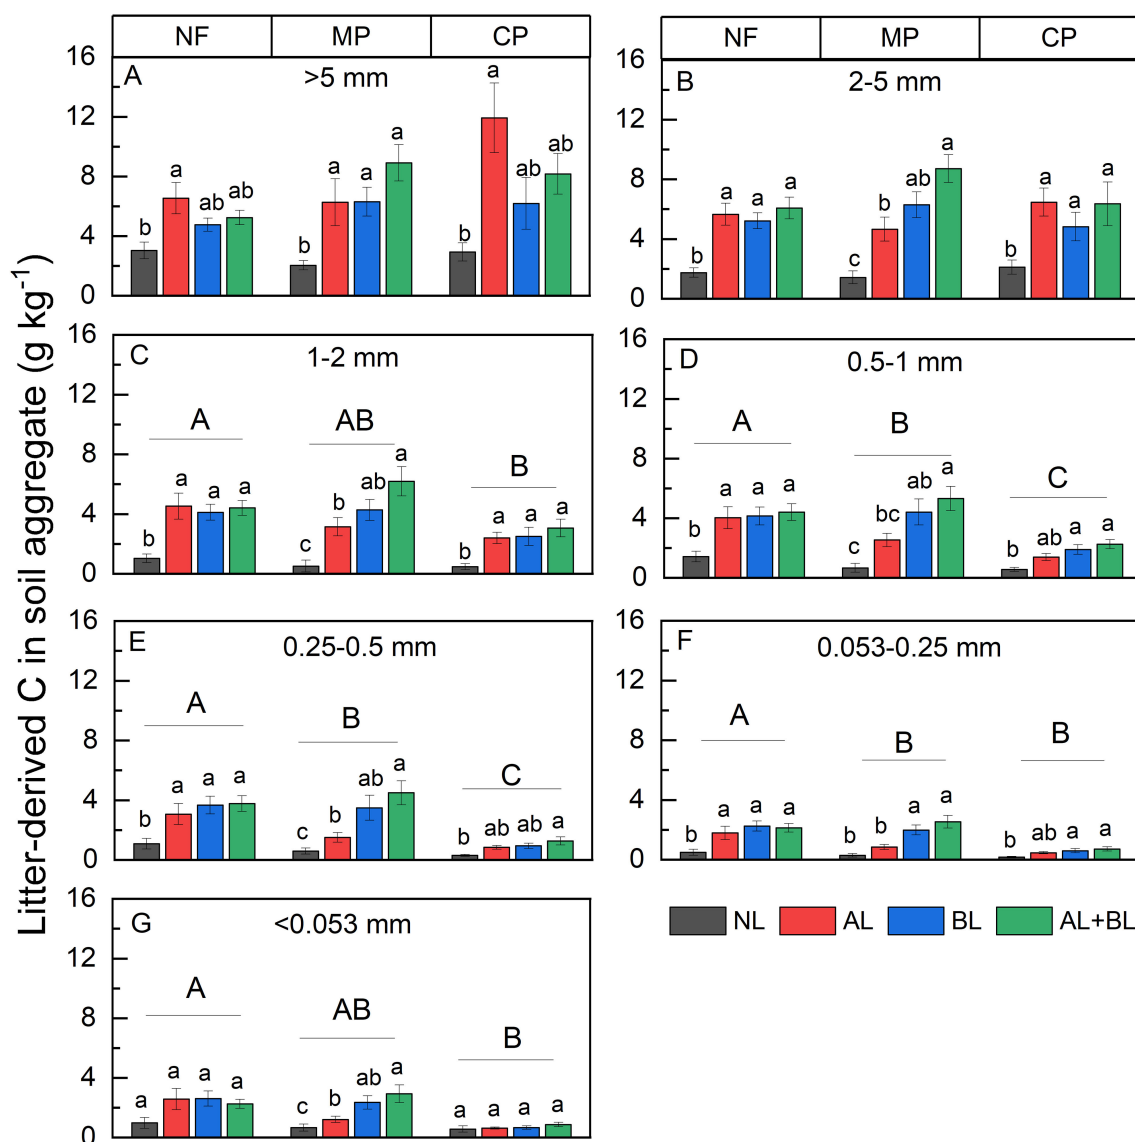 Litter-derived C in soil aggregate (g kg⁻¹)
NF MP CP
A >5 mm
16
12
8
4
0
b a ab ab
b a a a
b a ab ab
NF MP CP
B 2-5 mm
16
12
8
4
0
b a a a
c b ab a
b a a a
C 1-2 mm
16
12
8
4
0
A AB B
b a a a
c b ab a
b a a a
D 0.5-1 mm
16
12
8
4
0
A B C
b a a a
c bc ab a
b ab a a
E 0.25-0.5 mm
16
12
8
4
0
A B C
b a a a
c b ab a
b ab ab a
F 0.053-0.25 mm
16
12
8
4
0
A B B
b a a a
b b a a
b ab a a
NL AL BL AL+BL
G <0.053 mm
16
12
8
4
0
A AB B
a a a a
c b ab a
a a a a